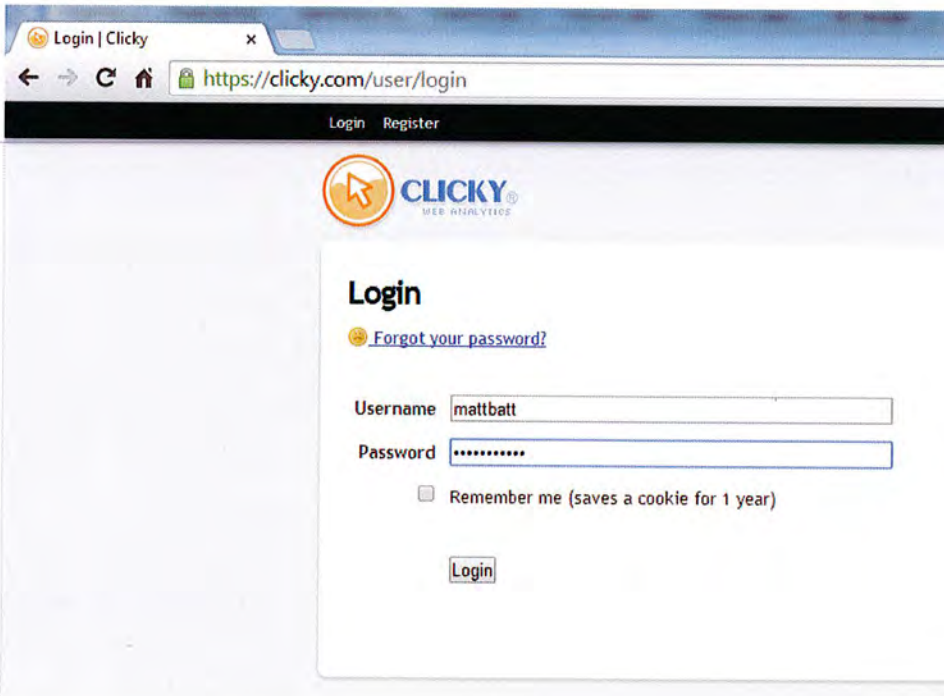 Login | Clicky x
https://clicky.com/user/login
Login Register
CLICKY®
WEB ANALYTICS
Login
Forgot your password?
Username mattbatt
Password •••••••••••
Remember me (saves a cookie for 1 year)
Login